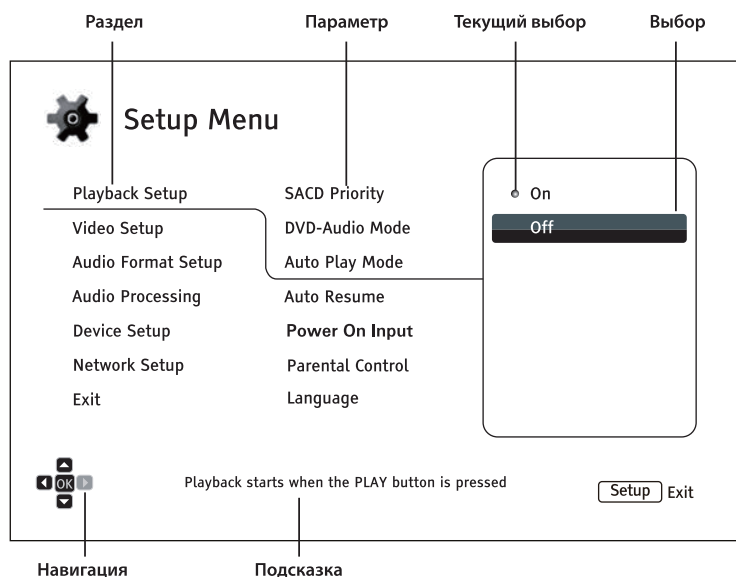 Раздел Параметр Текущий выбор Выбор
Setup Menu
Playback Setup SACD Priority On
Video Setup DVD-Audio Mode Off
Audio Format Setup Auto Play Mode
Audio Processing Auto Resume
Device Setup Power On Input
Network Setup Parental Control
Exit Language
OK Playback starts when the PLAY button is pressed Setup Exit
Навигация Подсказка